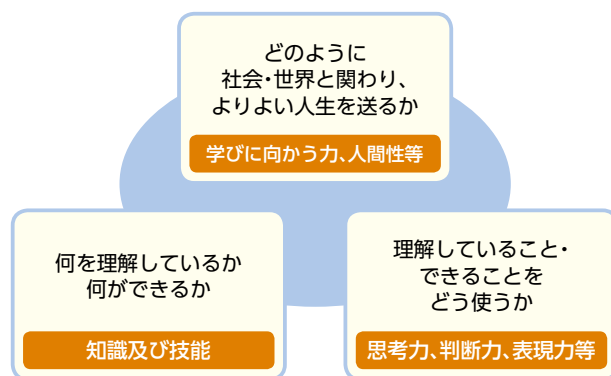 どのように
社会・世界と関わり、
よりよい人生を送るか
学びに向かう力、人間性等
何を理解しているか
何ができるか
知識及び技能
理解していること・
できることを
どう使うか
思考力、判断力、表現力等